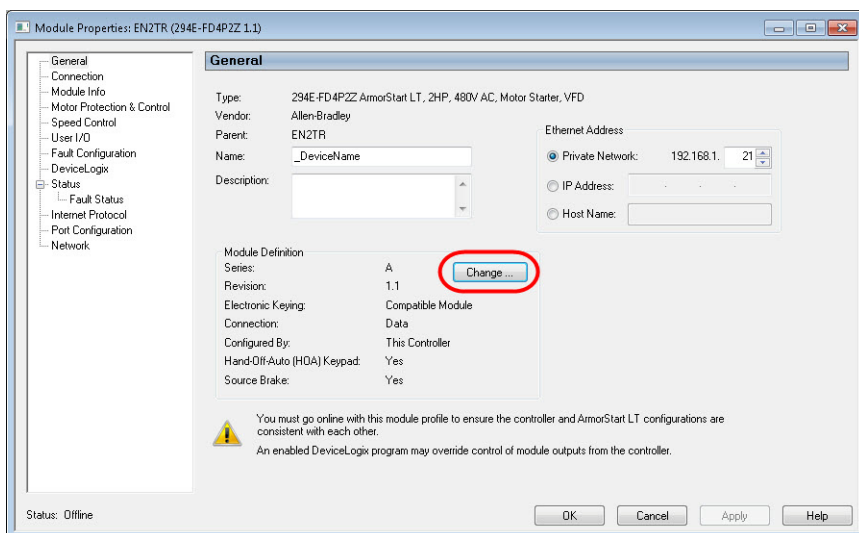 Module Properties: EN2TR (294E-FD4P2Z 1.1)
General
Connection
Module Info
Motor Protection & Control
Speed Control
User I/O
Fault Configuration
DeviceLogix
Status
Fault Status
Internet Protocol
Port Configuration
Network
General
Type: 294E-FD4P2Z ArmorStart LT, 2HP, 480V AC, Motor Starter, VFD
Vendor: Allen-Bradley
Parent: EN2TR
Name: _DeviceName
Description:
Ethernet Address
Private Network: 192.168.1. 21
IP Address: . . .
Host Name:
Module Definition
Series: A
Change ...
Revision: 1.1
Electronic Keying: Compatible Module
Connection: Data
Configured By: This Controller
Hand-Off-Auto (HOA) Keypad: Yes
Source Brake: Yes
You must go online with this module profile to ensure the controller and ArmorStart LT configurations are
consistent with each other.
An enabled DeviceLogix program may override control of module outputs from the controller.
Status: Offline
OK Cancel Apply Help